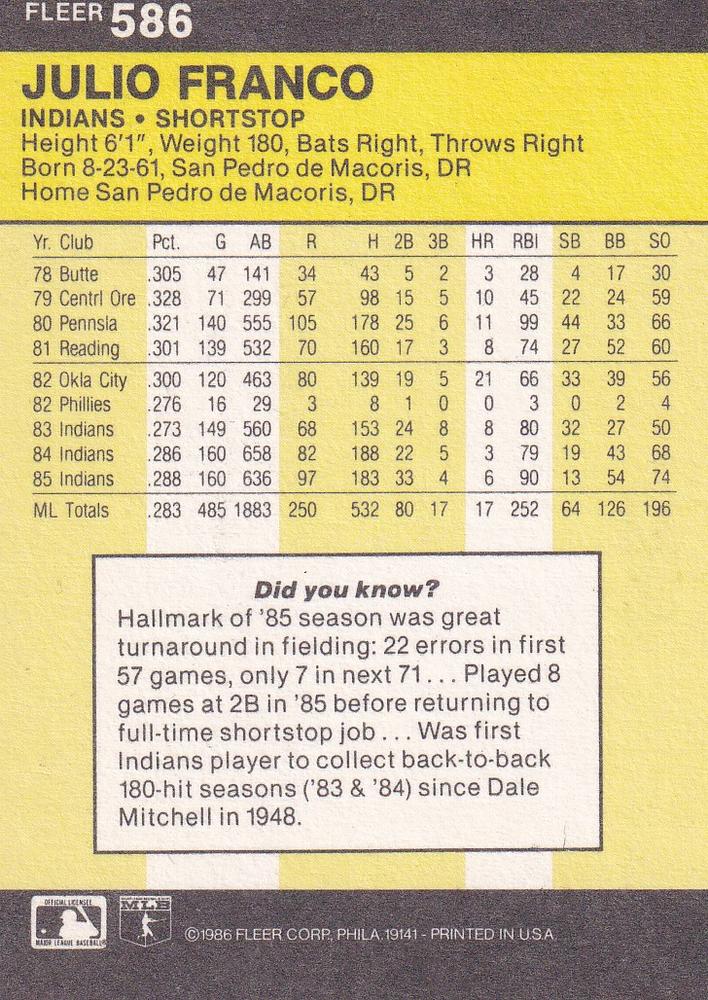 FLEER 586
JULIO FRANCO
INDIANS • SHORTSTOP
Height 6'1", Weight 180, Bats Right, Throws Right
Born 8-23-61, San Pedro de Macoris, DR
Home San Pedro de Macoris, DR
Yr. Club Pct. G AB R H 2B 3B HR RBI SB BB SO
78 Butte .305 47 141 34 43 5 2 3 28 4 17 30
79 Centrl Ore .328 71 299 57 98 15 5 10 45 22 24 59
80 Pennsla .321 140 555 105 178 25 6 11 99 44 33 66
81 Reading .301 139 532 70 160 17 3 8 74 27 52 60
82 Okla City .300 120 463 80 139 19 5 21 66 33 39 56
82 Phillies .276 16 29 3 8 1 0 0 3 0 2 4
83 Indians .273 149 560 68 153 24 8 8 80 32 27 50
84 Indians .286 160 658 82 188 22 5 3 79 19 43 68
85 Indians .288 160 636 97 183 33 4 6 90 13 54 74
ML Totals .283 485 1883 250 532 80 17 17 252 64 126 196
Did you know?
Hallmark of '85 season was great
turnaround in fielding: 22 errors in first
57 games, only 7 in next 71 . . . Played 8
games at 2B in '85 before returning to
full-time shortstop job . . . Was first
Indians player to collect back-to-back
180-hit seasons ('83 & '84) since Dale
Mitchell in 1948.
OFFICIAL LICENSEE
MAJOR LEAGUE BASEBALL
MLB
©1986 FLEER CORP., PHILA. 19141 - PRINTED IN U.S.A.